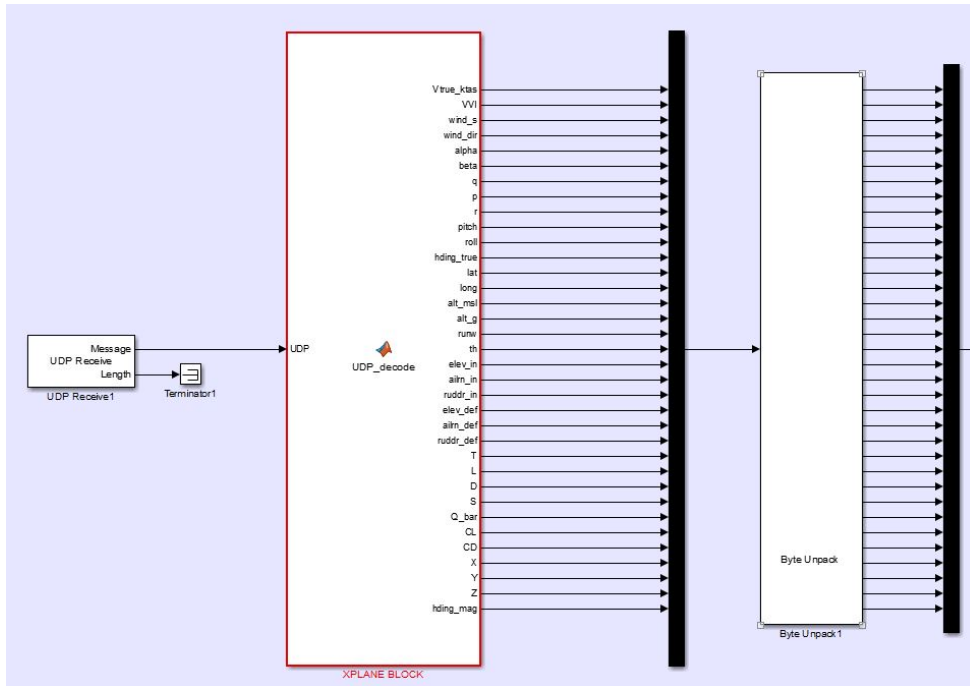 Vtrue_ktas
VVI
wind_s
wind_dir
alpha
beta
q
p
r
pitch
roll
hding_true
lat
long
alt_msl
alt_g
runw
th
elev_in
ailrn_in
ruddr_in
elev_def
ailrn_def
ruddr_def
T
L
D
S
Q_bar
CL
CD
X
Y
Z
hding_mag
Message
UDP Receive
Length
UDP Receive1
Terminator1
UDP
UDP_decode
XPLANE BLOCK
Byte Unpack
Byte Unpack1